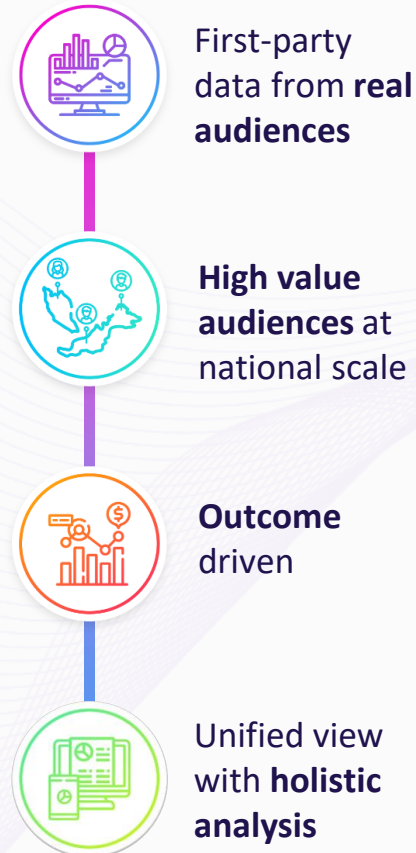 First-party
data from real
audiences
High value
audiences at
national scale
Outcome
driven
Unified view
with holistic
analysis